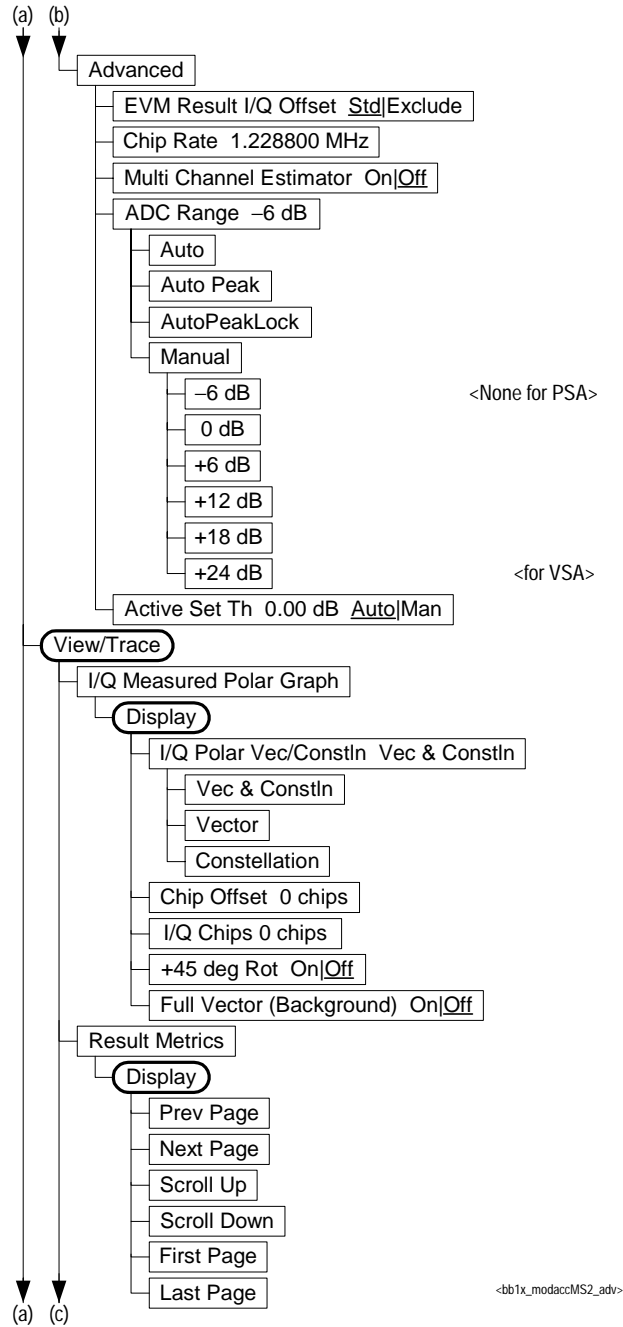 (a) (b)
Advanced
EVM Result I/Q Offset Std|Exclude
Chip Rate 1.228800 MHz
Multi Channel Estimator On|Off
ADC Range –6 dB
Auto
Auto Peak
AutoPeakLock
Manual
–6 dB <None for PSA>
0 dB
+6 dB
+12 dB
+18 dB
+24 dB <for VSA>
Active Set Th 0.00 dB Auto|Man
View/Trace
I/Q Measured Polar Graph
Display
I/Q Polar Vec/Constln Vec & Constln
Vec & Constln
Vector
Constellation
Chip Offset 0 chips
I/Q Chips 0 chips
+45 deg Rot On|Off
Full Vector (Background) On|Off
Result Metrics
Display
Prev Page
Next Page
Scroll Up
Scroll Down
First Page
Last Page <bb1x_modaccMS2_adv>
(a) (c)